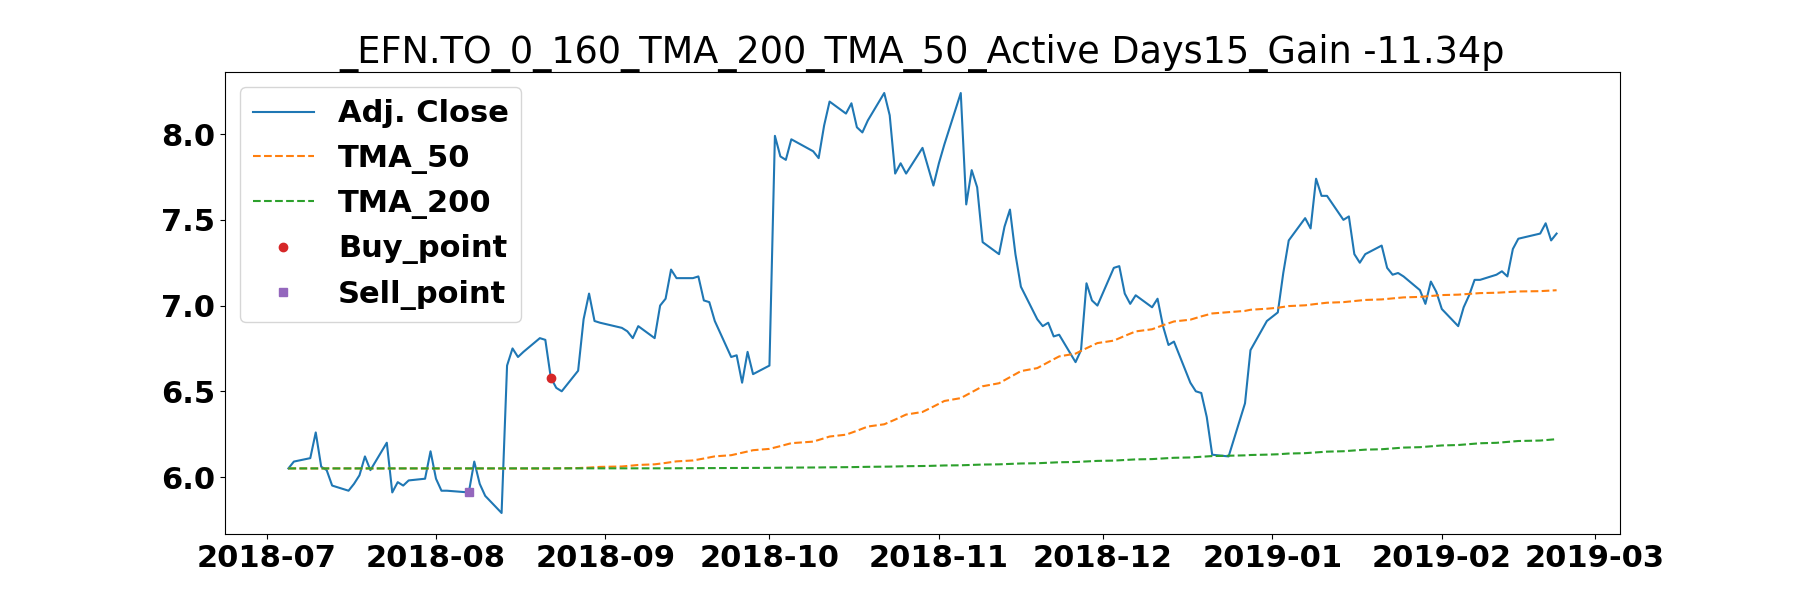 _EFN.TO_0_160_TMA_200_TMA_50_Active Days15_Gain -11.34p
Adj. Close
TMA_50
TMA_200
Buy_point
Sell_point
8.0
7.5
7.0
6.5
6.0
2018-07 2018-08 2018-09 2018-10 2018-11 2018-12 2019-01 2019-02 2019-03